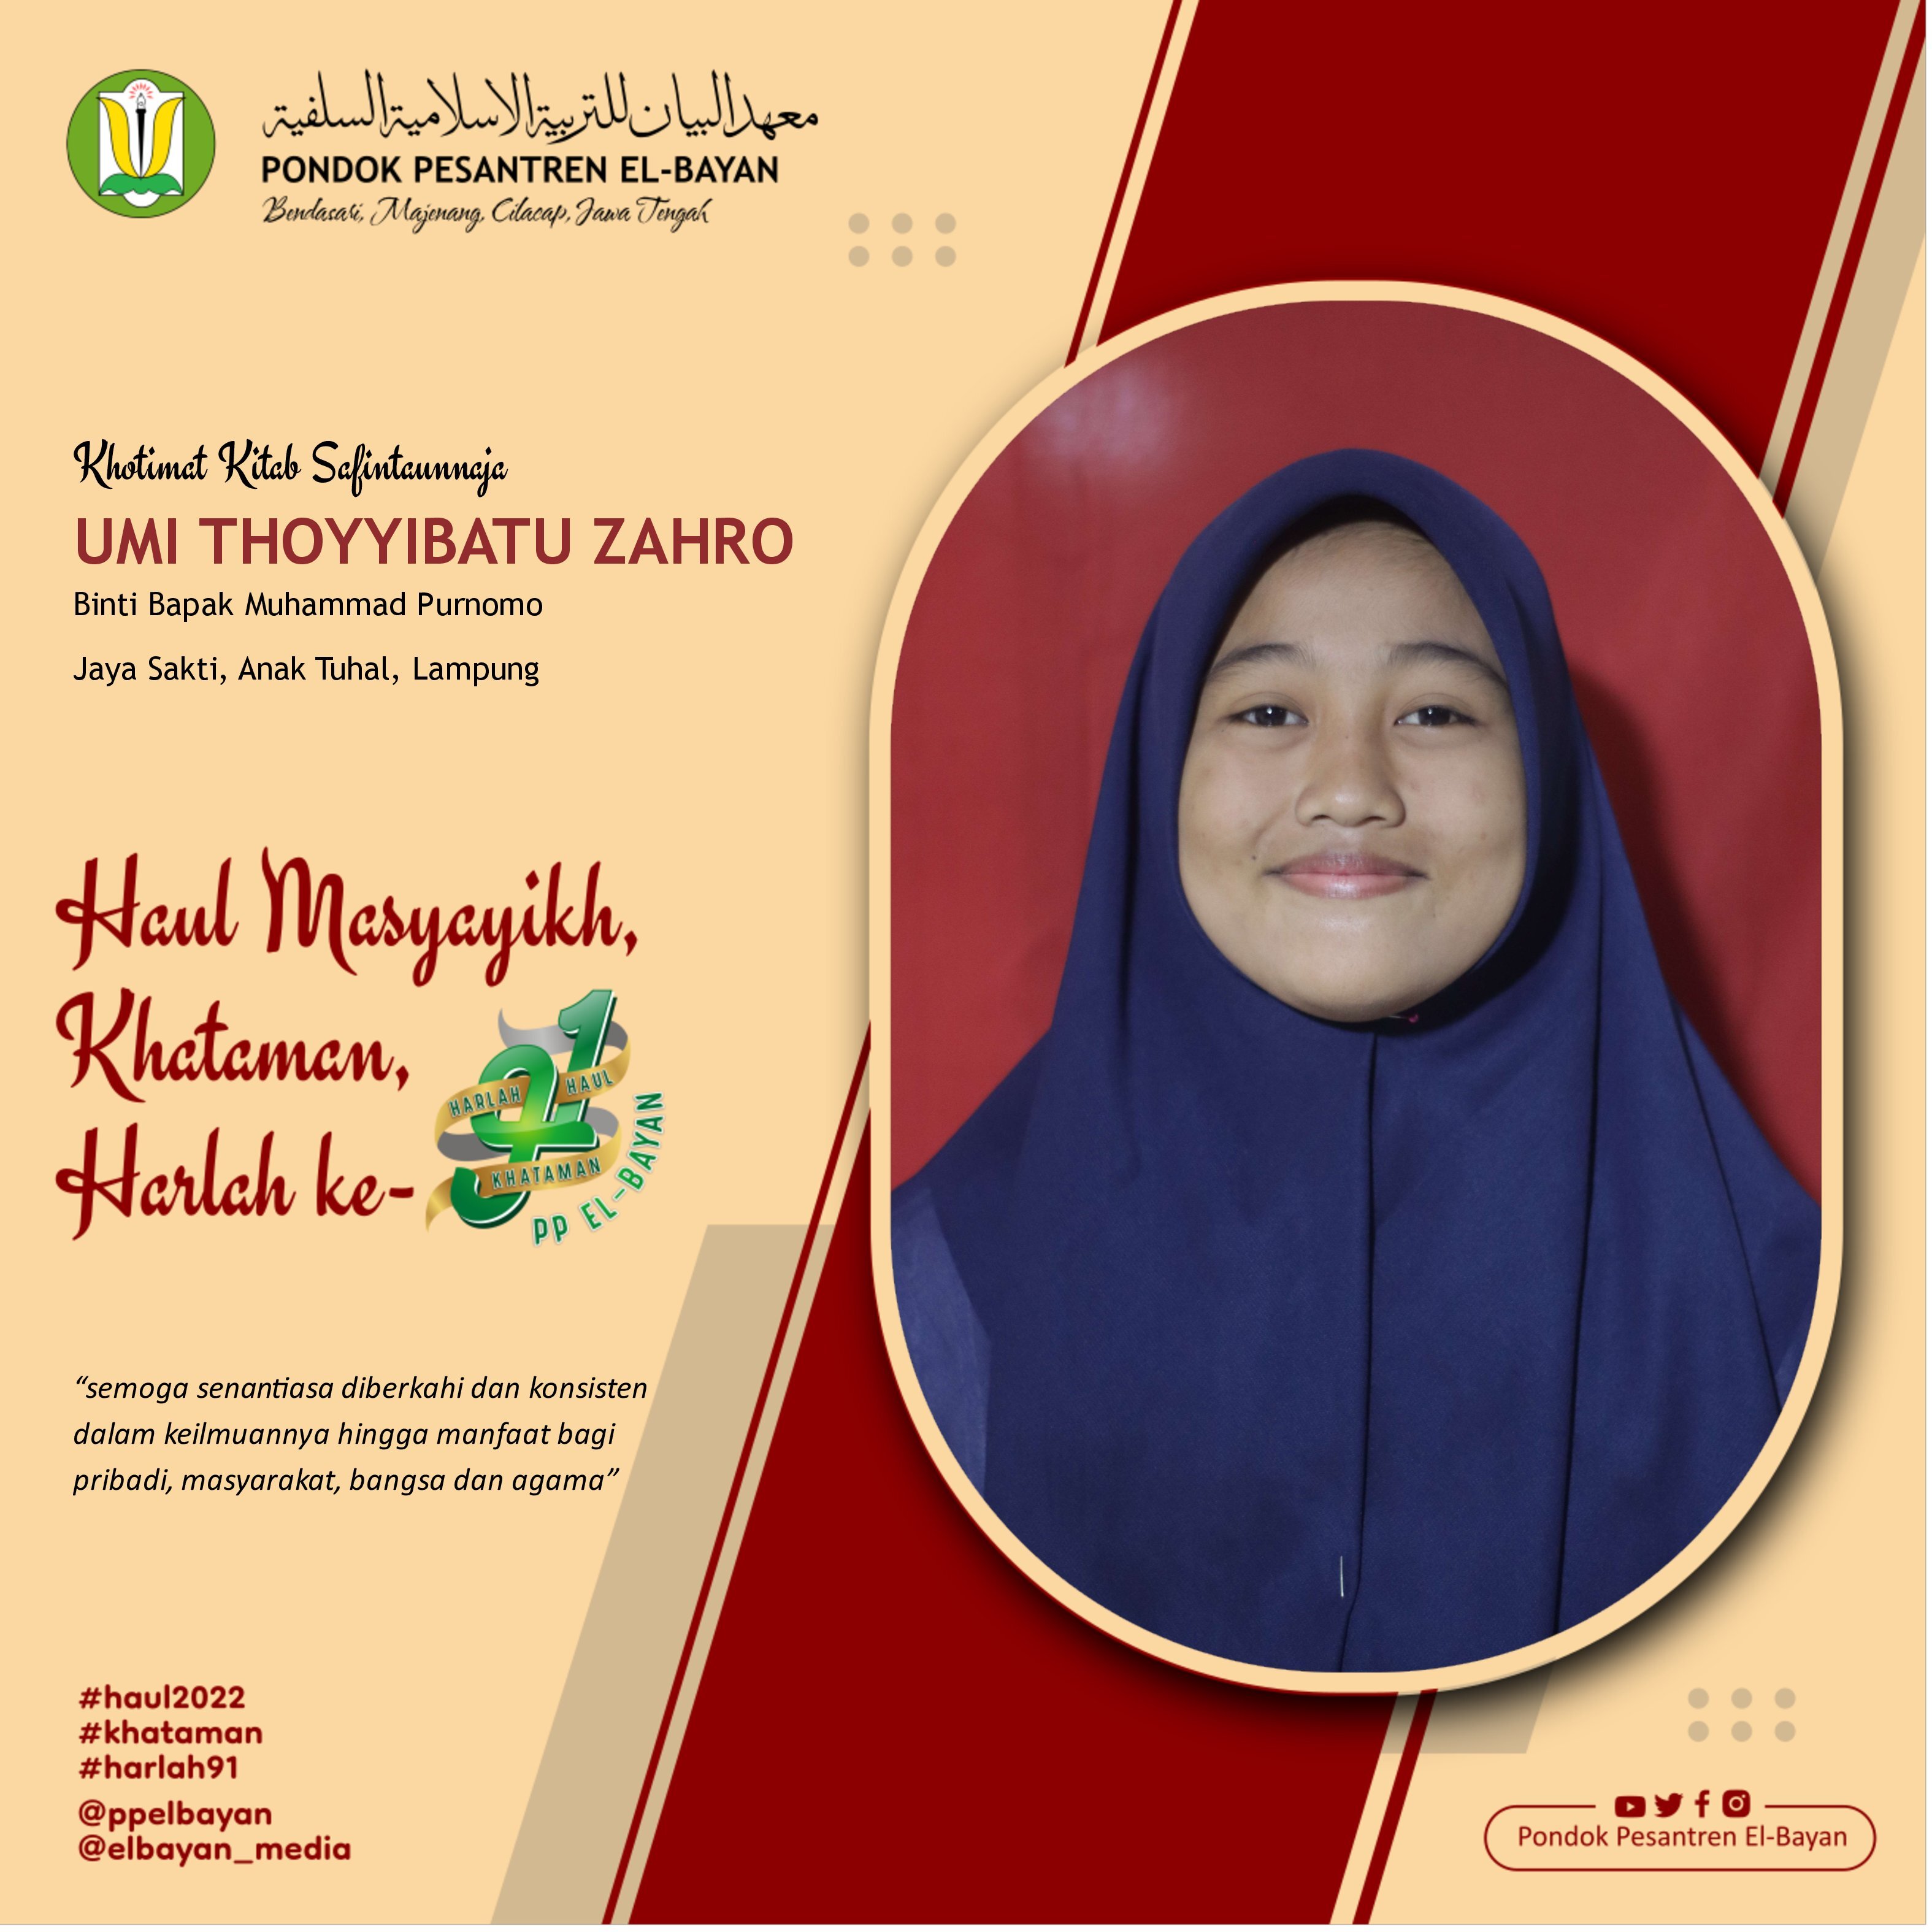 معهد البيان للتربية الاسلامية السلفية
PONDOK PESANTREN EL-BAYAN
Bendasari, Majenang, Cilacap, Jawa Tengah
Khotimat Kitab Safintaunnaja
UMI THOYYIBATU ZAHRO
Binti Bapak Muhammad Purnomo
Jaya Sakti, Anak Tuhal, Lampung
Haul Masyayikh,
Khataman,
Harlah ke-
91
HARLAH HAUL
KHATAMAN
PP EL-BAYAN
“semoga senantiasa diberkahi dan konsisten
dalam keilmuannya hingga manfaat bagi
pribadi, masyarakat, bangsa dan agama”
#haul2022
#khataman
#harlah91
@ppelbayan
@elbayan_media
Pondok Pesantren El-Bayan